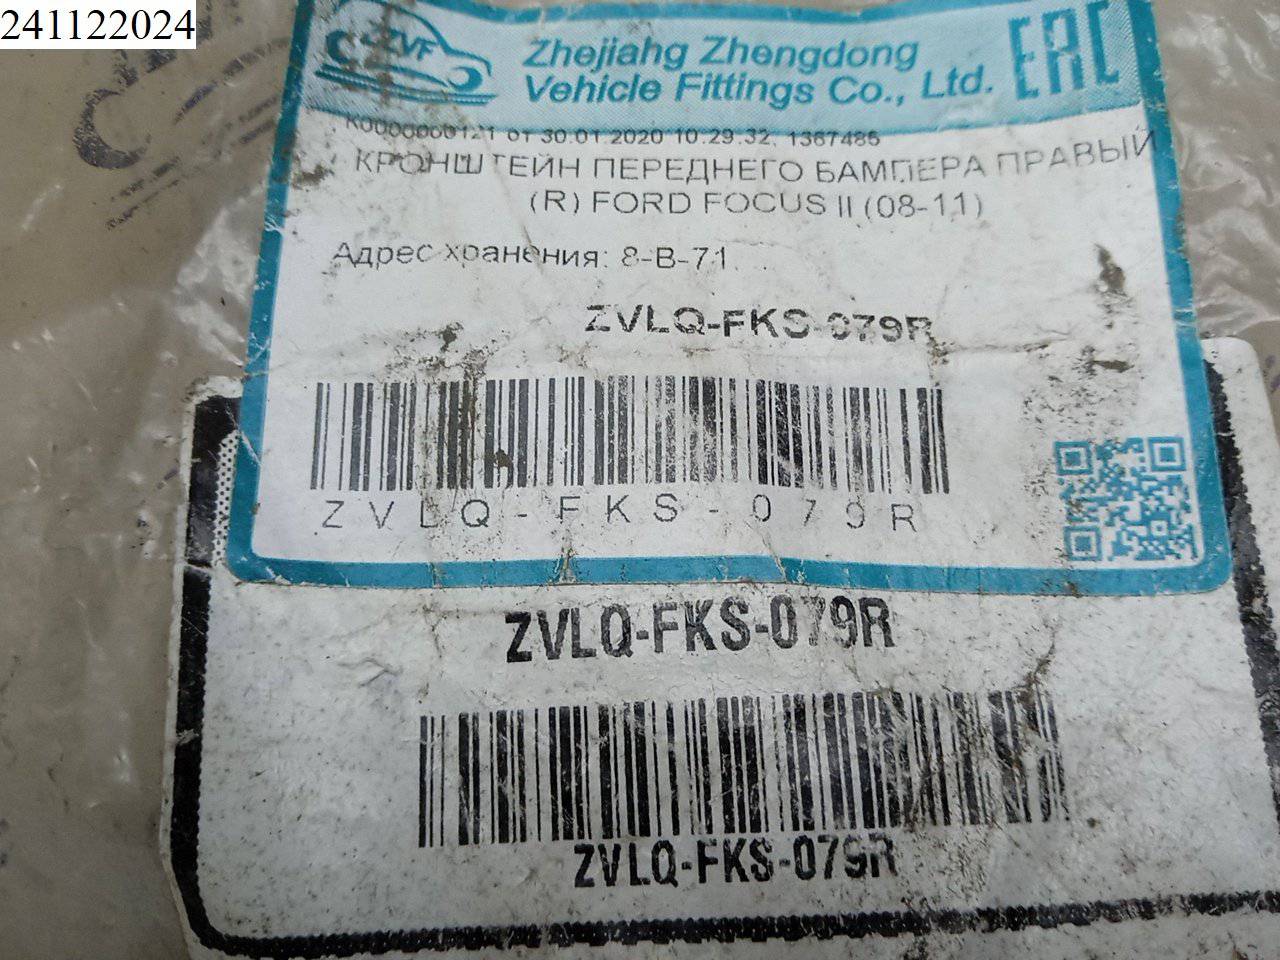 241122024
ZVF
Zhejiahg Zhengdong
Vehicle Fittings Co., Ltd.
EAC
К0000000121 от 30.01.2020 10:29:32, 1367485
КРОНШТЕЙН ПЕРЕДНЕГО БАМПЕРА ПРАВЫЙ
(R) FORD FOCUS II (08-11)
Адрес хранения: 8-В-71
ZVLQ-FKS-079R
ZVLQ-FKS-079R
ZVLQ-FKS-079R
ZVLQ-FKS-079R